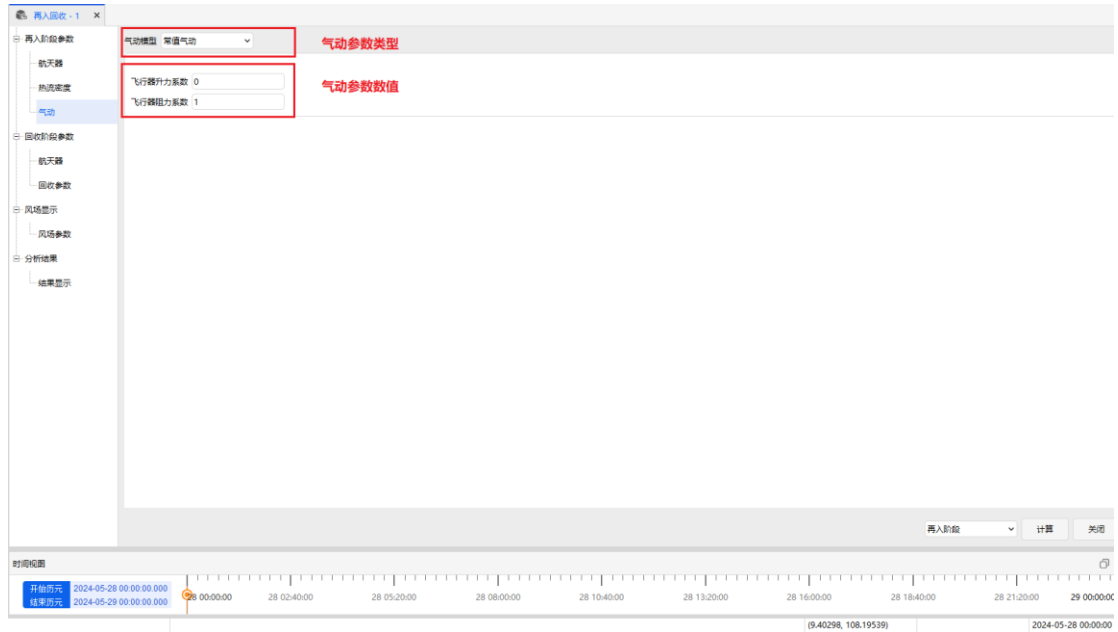 再入回收 - 1 ×
再入阶段参数
航天器
热流密度
气动
回收阶段参数
航天器
回收参数
风场显示
风场参数
分析结果
结果显示
气动模型 常值气动
气动参数类型
飞行器升力系数 0
飞行器阻力系数 1
气动参数数值
再入阶段 计算 关闭
时间视图
开始历元 2024-05-28 00:00:00.000
结束历元 2024-05-29 00:00:00.000
28 00:00:00 28 02:40:00 28 05:20:00 28 08:00:00 28 10:40:00 28 13:20:00 28 16:00:00 28 18:40:00 28 21:20:00 29 00:00:00
(9.40298, 108.19539) 2024-05-28 00:00:00